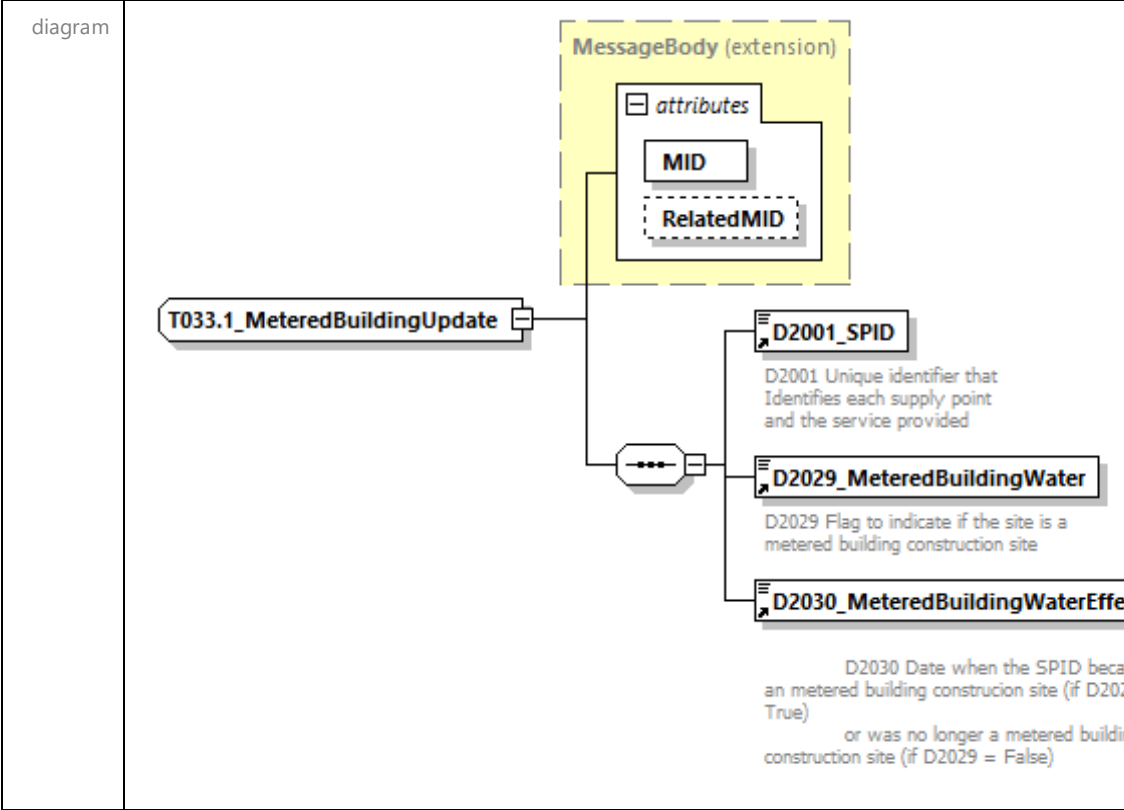 diagram
MessageBody (extension)
attributes
MID
RelatedMID
T033.1_MeteredBuildingUpdate
D2001_SPID
D2001 Unique identifier that
Identifies each supply point
and the service provided
D2029_MeteredBuildingWater
D2029 Flag to indicate if the site is a
metered building construction site
D2030_MeteredBuildingWaterEffe
D2030 Date when the SPID beca
an metered building construcion site (if D202
True)
or was no longer a metered buildin
construction site (if D2029 = False)